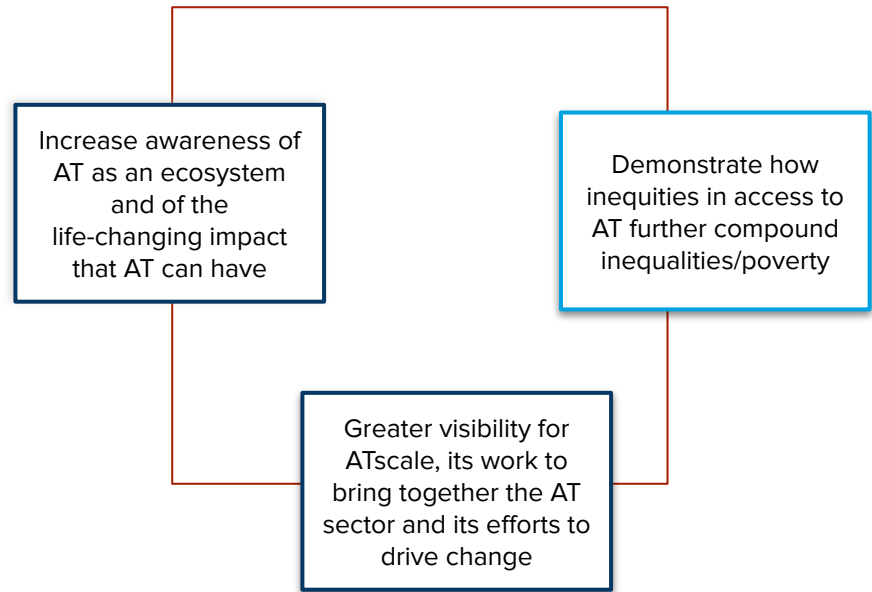 Increase awareness of
AT as an ecosystem
and of the
life-changing impact
that AT can have
Demonstrate how
inequities in access to
AT further compound
inequalities/poverty
Greater visibility for
ATscale, its work to
bring together the AT
sector and its efforts to
drive change